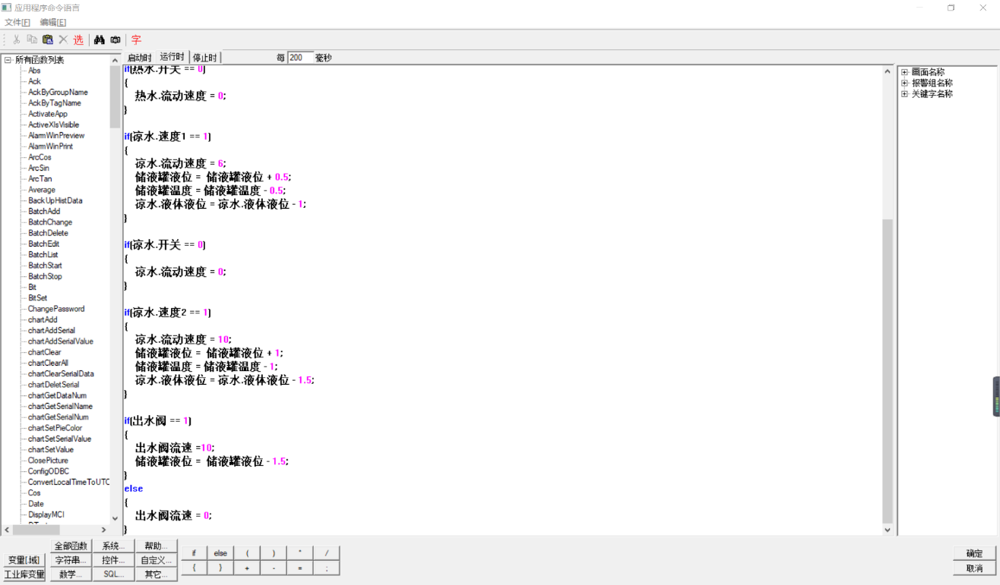 应用程序命令语言
文件[F] 编辑[E]
选 字
所有函数列表
Abs
Ack
AckByGroupName
AckByTagName
ActivateApp
ActiveXIsVisible
AlarmWinPreview
AlarmWinPrint
ArcCos
ArcSin
ArcTan
Average
BackUpHistData
BatchAdd
BatchChange
BatchDelete
BatchEdit
BatchList
BatchStart
BatchStop
Bit
BitSet
ChangePassword
chartAdd
chartAddSerial
chartAddSerialValue
chartClear
chartClearAll
chartClearSerialData
chartDeletSerial
chartGetDataNum
chartGetSerialName
chartGetSerialNum
chartSetPieColor
chartSetSerialValue
chartSetValue
ClosePicture
ConfigODBC
ConvertLocalTimeToUTC
Cos
Date
DisplayMCI
启动时 运行时 停止时 每 200 毫秒
if(热水.开关 == 0)
{
热水.流动速度 = 0;
}
if(凉水.速度1 == 1)
{
凉水.流动速度 = 6;
储液罐液位 = 储液罐液位 + 0.5;
储液罐温度 = 储液罐温度 - 0.5;
凉水.液体液位 = 凉水.液体液位 - 1;
}
if(凉水.开关 == 0)
{
凉水.流动速度 = 0;
}
if(凉水.速度2 == 1)
{
凉水.流动速度 = 10;
储液罐液位 = 储液罐液位 + 1;
储液罐温度 = 储液罐温度 - 1;
凉水.液体液位 = 凉水.液体液位 - 1.5;
}
if(出水阀 == 1)
{
出水阀流速 =10;
储液罐液位 = 储液罐液位 - 1.5;
}
else
{
出水阀流速 = 0;
}
画面名称
报警组名称
关键字名称
全部函数 系统... 帮助...
变量[.域] 字符串... 控件... 自定义...
工业库变量 数学... SQL... 其它...
if else ( ) * /
{ } + - = ;
确定
取消